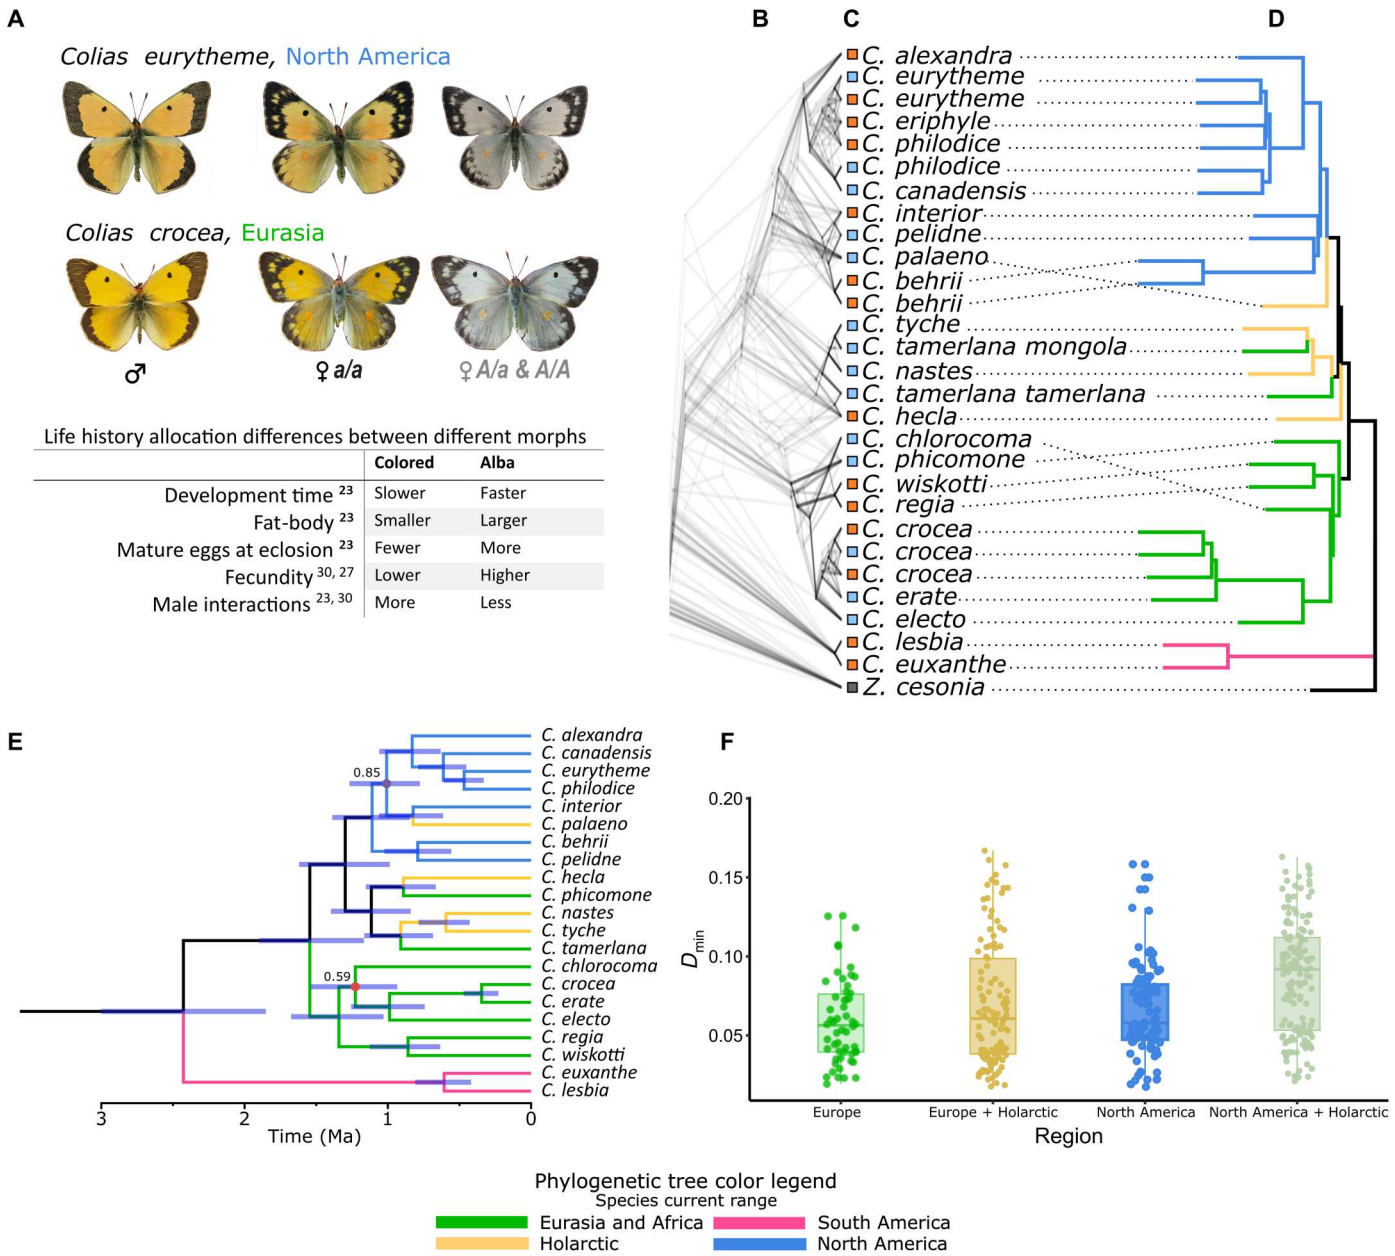 A
Colias eurytheme, North America
Colias crocea, Eurasia
♂
♀ a/a
♀ A/a & A/A
Life history allocation differences between different morphs
Colored Alba
Development time 23 Slower Faster
Fat-body 23 Smaller Larger
Mature eggs at eclosion 23 Fewer More
Fecundity 30, 27 Lower Higher
Male interactions 23, 30 More Less
B
C
D
C. alexandra
C. eurytheme
C. eurytheme
C. eriphyle
C. philodice
C. philodice
C. canadensis
C. interior
C. pelidne
C. palaeno
C. behrii
C. behrii
C. tyche
C. tamerlana mongola
C. nastes
C. tamerlana tamerlana
C. hecla
C. chlorocoma
C. phicomone
C. wiskotti
C. regia
C. crocea
C. crocea
C. crocea
C. erate
C. electo
C. lesbia
C. euxanthe
Z. cesonia
E
0.85
0.59
C. alexandra
C. canadensis
C. eurytheme
C. philodice
C. interior
C. palaeno
C. behrii
C. pelidne
C. hecla
C. phicomone
C. nastes
C. tyche
C. tamerlana
C. chlorocoma
C. crocea
C. erate
C. electo
C. regia
C. wiskotti
C. euxanthe
C. lesbia
3 2 1 0
Time (Ma)
F
0.20
0.15
0.10
0.05
Dmin
Europe
Europe + Holarctic
North America
North America + Holarctic
Region
Phylogenetic tree color legend
Species current range
Eurasia and Africa
South America
Holarctic
North America